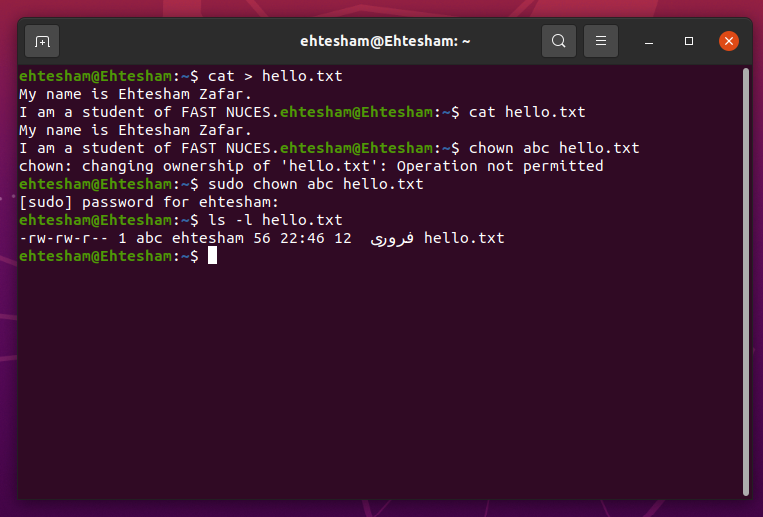 ehtesham@Ehtesham: ~
ehtesham@Ehtesham:~$ cat > hello.txt
My name is Ehtesham Zafar.
I am a student of FAST NUCES.ehtesham@Ehtesham:~$ cat hello.txt
My name is Ehtesham Zafar.
I am a student of FAST NUCES.ehtesham@Ehtesham:~$ chown abc hello.txt
chown: changing ownership of 'hello.txt': Operation not permitted
ehtesham@Ehtesham:~$ sudo chown abc hello.txt
[sudo] password for ehtesham:
ehtesham@Ehtesham:~$ ls -l hello.txt
-rw-rw-r-- 1 abc ehtesham 56 22:46 12  فروری hello.txt
ehtesham@Ehtesham:~$